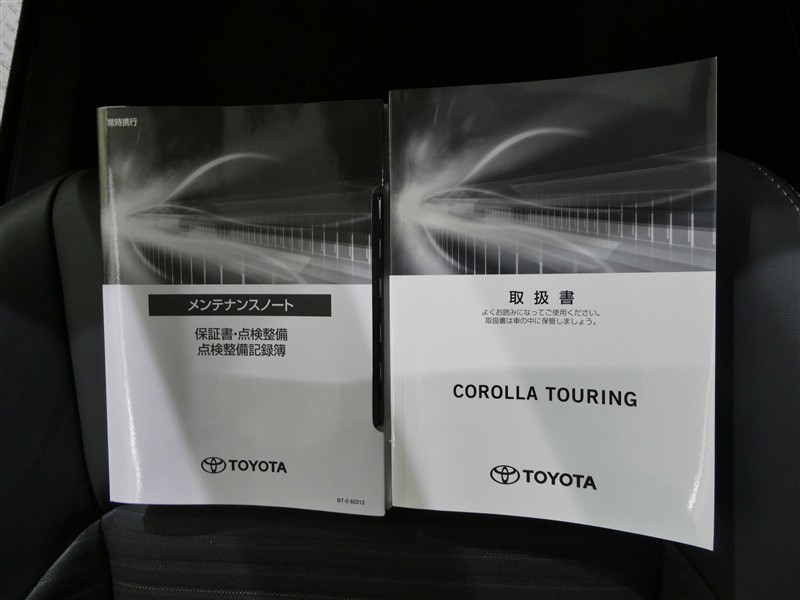 常時携行
メンテナンスノート
保証書・点検整備
点検整備記録簿
TOYOTA
BT-0 62212
取扱書
よくお読みになってご使用ください。
取扱書は車の中に保管しましょう。
COROLLA TOURING
TOYOTA